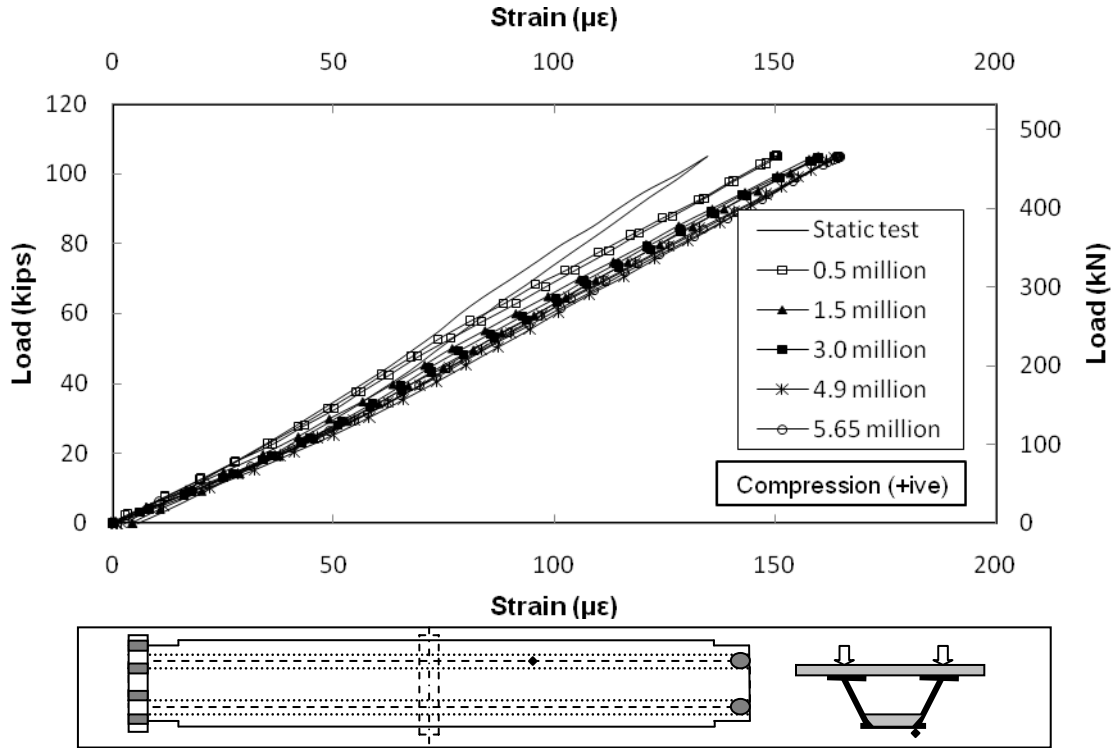 Strain (με)
0 50 100 150 200
120 500
100 400
80 300
60 200
40 100
20 0
0
Load (kips)
Load (kN)
Static test
0.5 million
1.5 million
3.0 million
4.9 million
5.65 million
Compression (+ive)
0 50 100 150 200
Strain (με)